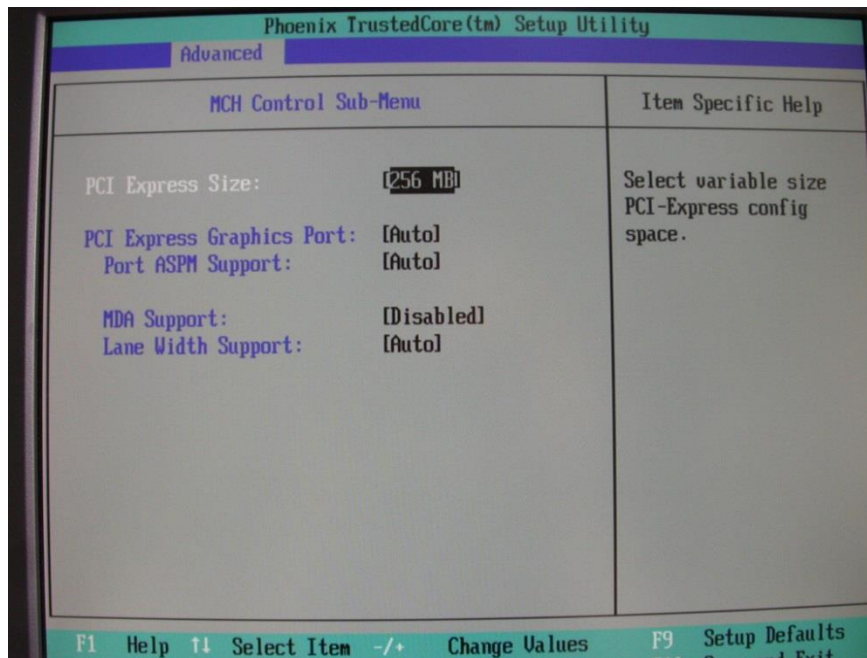 Phoenix TrustedCore(tm) Setup Utility
Advanced
MCH Control Sub-Menu
Item Specific Help
PCI Express Size: [256 MB]
PCI Express Graphics Port: [Auto]
Port ASPM Support: [Auto]
MDA Support: [Disabled]
Lane Width Support: [Auto]
Select variable size
PCI-Express config
space.
F1 Help ↑↓ Select Item -/+ Change Values F9 Setup Defaults